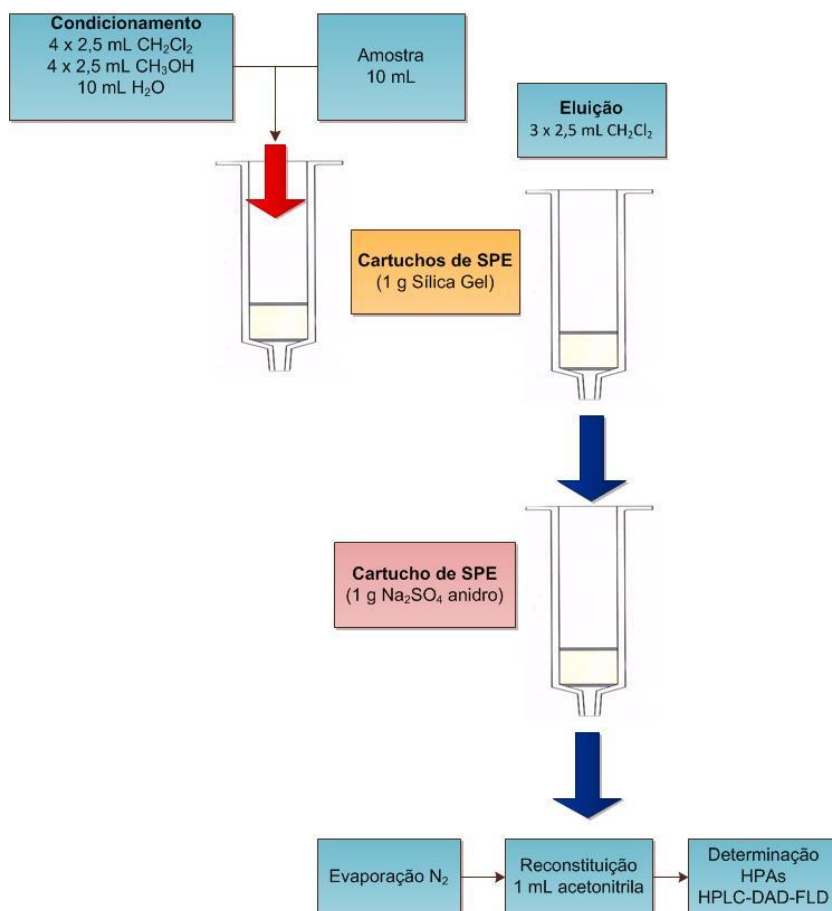 Condicionamento
4 x 2,5 mL CH₂Cl₂
4 x 2,5 mL CH₃OH
10 mL H₂O
Amostra
10 mL
Eluição
3 x 2,5 mL CH₂Cl₂
Cartuchos de SPE
(1 g Sílica Gel)
Cartucho de SPE
(1 g Na₂SO₄ anidro)
Evaporação N₂
Reconstituição
1 mL acetonitrila
Determinação
HPAs
HPLC-DAD-FLD